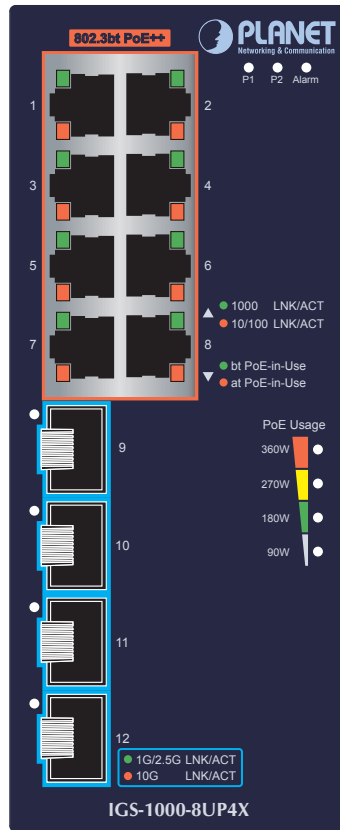 802.3bt PoE++
PLANET
Networking & Communication
P1 P2 Alarm
1 2
3 4
5 6
7 8
1000 LNK/ACT
10/100 LNK/ACT
bt PoE-in-Use
at PoE-in-Use
PoE Usage
360W
270W
180W
90W
9
10
11
12
1G/2.5G LNK/ACT
10G LNK/ACT
IGS-1000-8UP4X